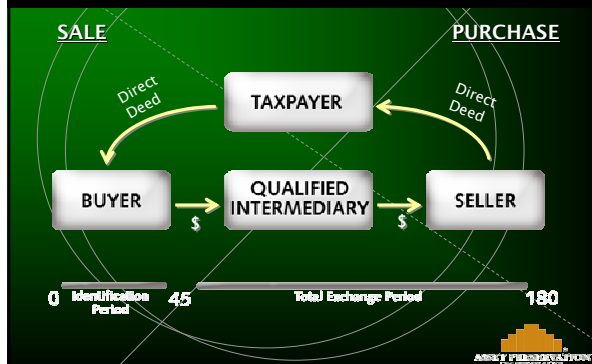 SALE
PURCHASE
Direct
Deed
TAXPAYER
Direct
Deed
BUYER
$
QUALIFIED
INTERMEDIARY
$
SELLER
0
Identification
Period
45
Total Exchange Period
180
ASSET PRESERVATION